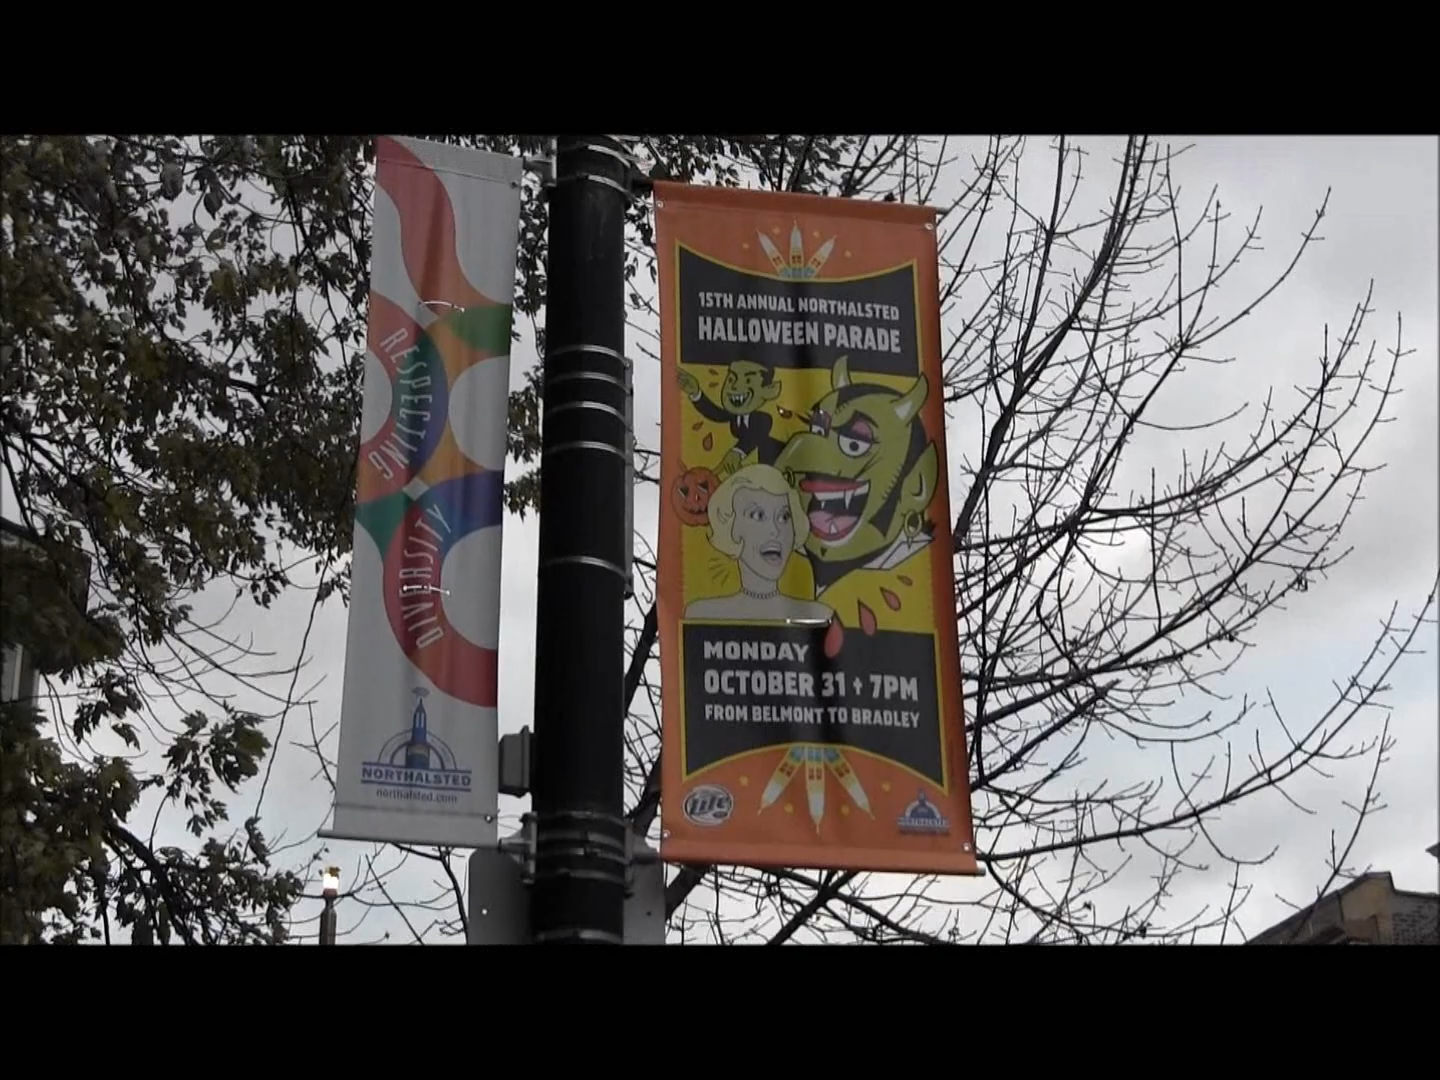 RESPECTING
DIVERSITY
NORTHALSTED
northalsted.com
15TH ANNUAL NORTHALSTED
HALLOWEEN PARADE
MONDAY
OCTOBER 31 + 7PM
FROM BELMONT TO BRADLEY
Lite
NORTHALSTED